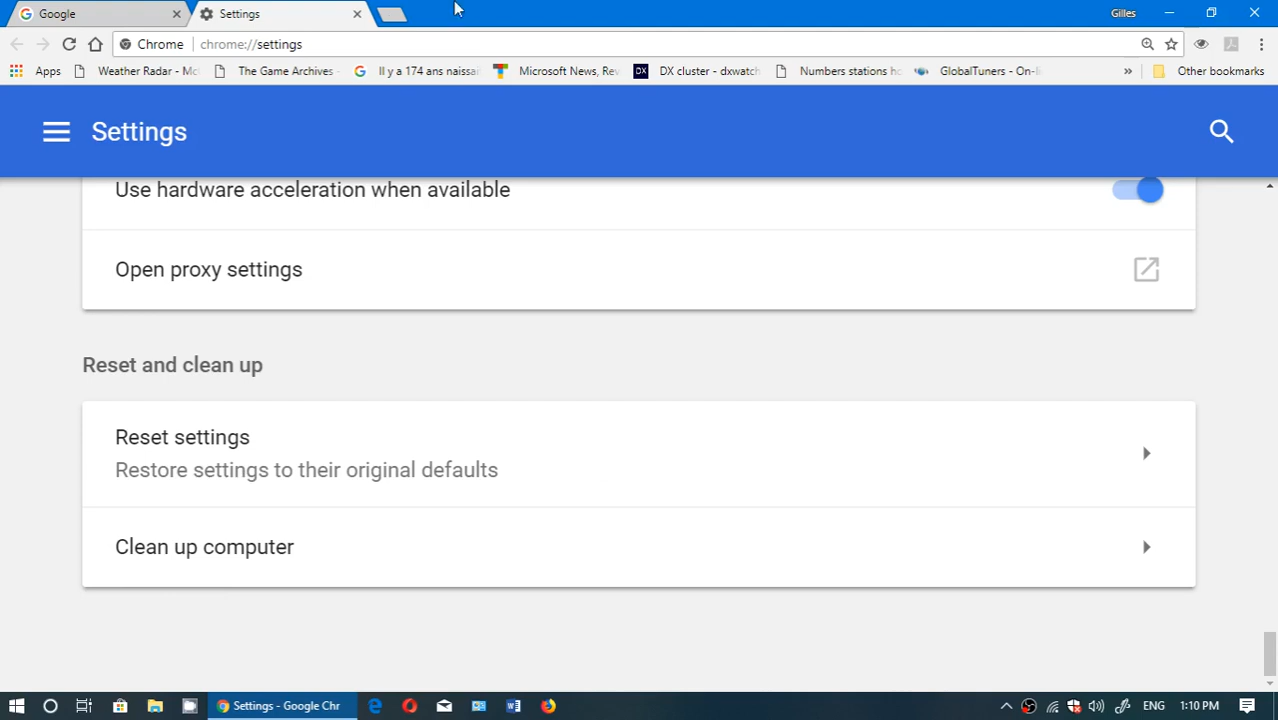 Google
Settings
Gilles
Chrome
chrome://settings
Apps
Weather Radar - Mo
The Game Archives -
Il y a 174 ans naissai
Microsoft News, Rev
DX
DX cluster - dxwatch
Numbers stations ho
GlobalTuners - On-li
»
Other bookmarks
Settings
Use hardware acceleration when available
Open proxy settings
Reset and clean up
Reset settings
Restore settings to their original defaults
Clean up computer
Settings - Google Chr
ENG
1:10 PM